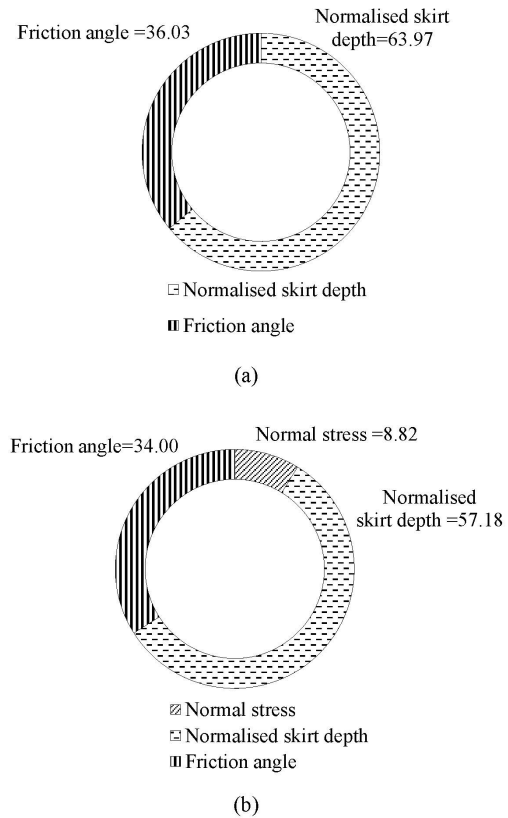 Friction angle =36.03
Normalised skirt
depth=63.97
Normalised skirt depth
Friction angle
(a)
Friction angle=34.00
Normal stress =8.82
Normalised
skirt depth =57.18
Normal stress
Normalised skirt depth
Friction angle
(b)